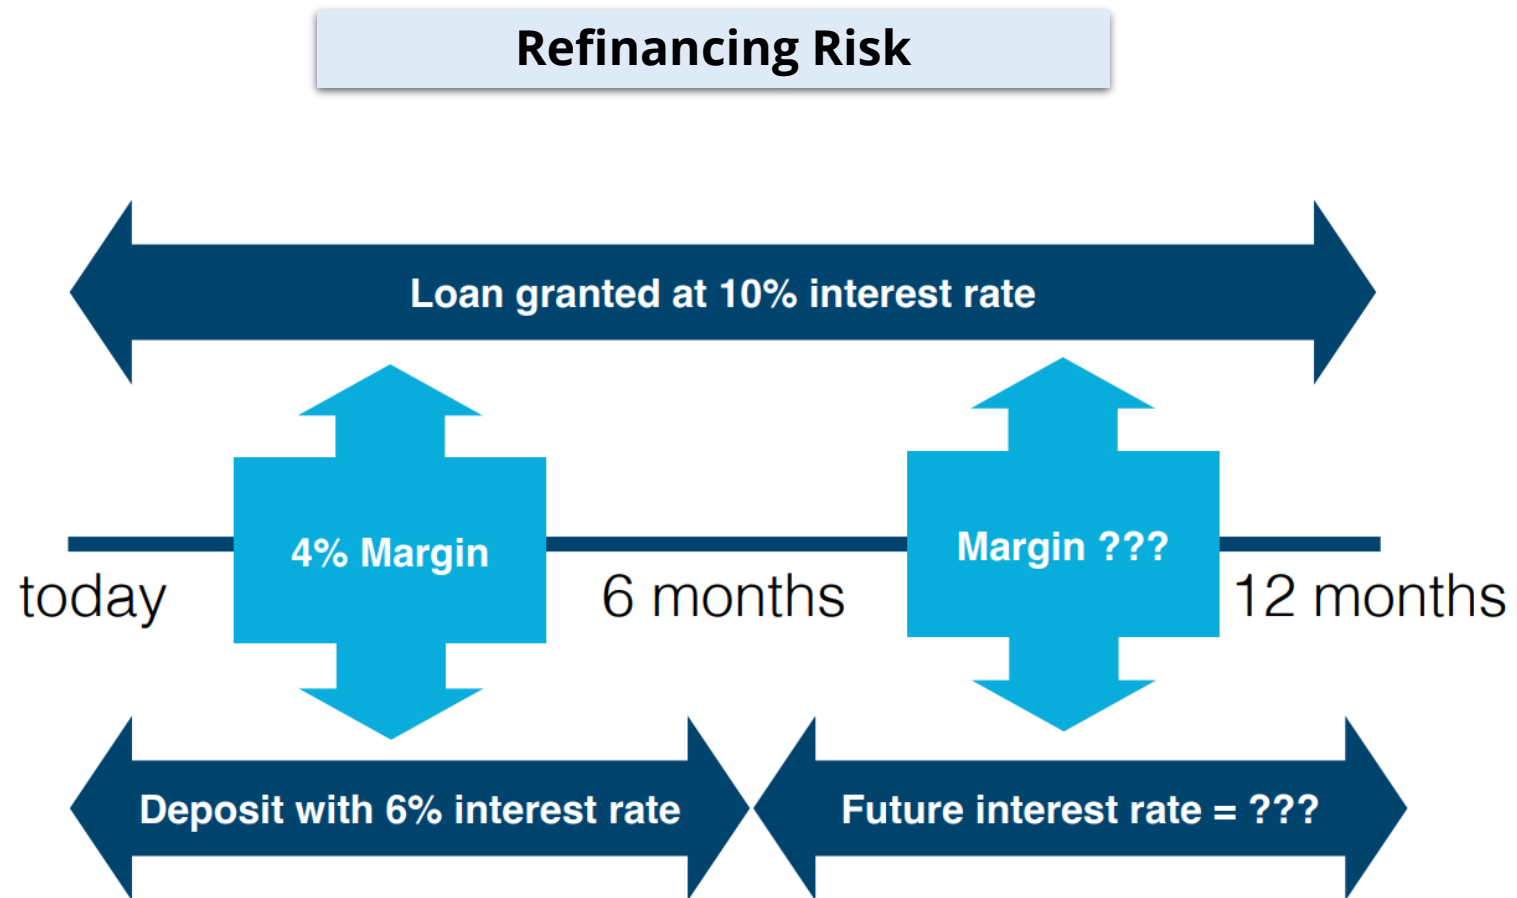 Refinancing Risk
Loan granted at 10% interest rate
4% Margin
Margin ???
today
6 months
12 months
Deposit with 6% interest rate
Future interest rate = ???